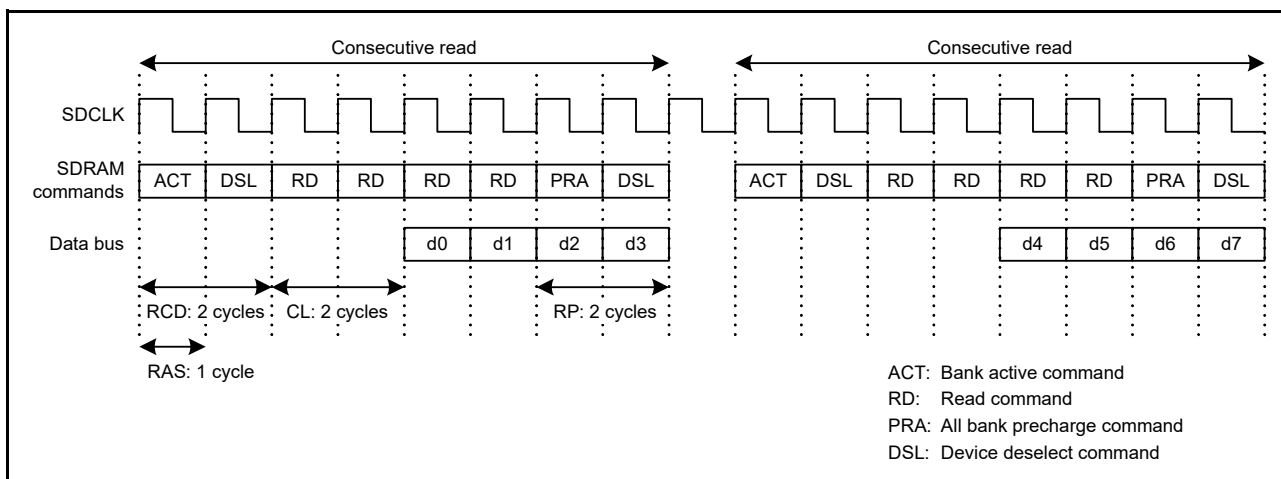 Consecutive read Consecutive read
SDCLK
SDRAM
commands
ACT DSL RD RD RD RD PRA DSL ACT DSL RD RD RD RD PRA DSL
Data bus d0 d1 d2 d3 d4 d5 d6 d7
RCD: 2 cycles CL: 2 cycles RP: 2 cycles
RAS: 1 cycle
ACT: Bank active command
RD: Read command
PRA: All bank precharge command
DSL: Device deselect command